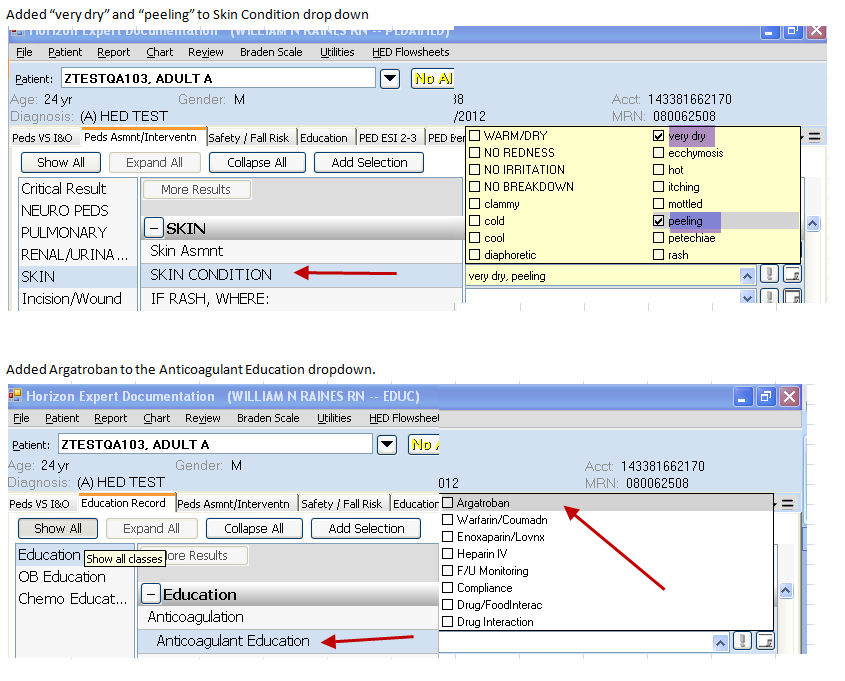 Added “very dry” and “peeling” to Skin Condition drop down
Horizon Expert Documentation (WILLIAM N RAINES RN -- PEDAIFIED)
File Patient Report Chart Review Braden Scale Utilities HED Flowsheets
Patient: ZTESTQA103, ADULT A No Al
Age: 24 yr Gender: M Acct: 143381662170
Diagnosis: (A) HED TEST /2012 MRN: 080062508
Peds VS I&O Peds Asmnt/Interventn Safety / Fall Risk Education PED ESI 2-3
Show All Expand All Collapse All Add Selection
WARM/DRY very dry
NO REDNESS ecchymosis
NO IRRITATION hot
NO BREAKDOWN itching
clammy mottled
cold peeling
cool petechiae
diaphoretic rash
very dry, peeling
Critical Result More Results
NEURO PEDS
PULMONARY SKIN
RENAL/URINA... Skin Asmnt
SKIN SKIN CONDITION
Incision/Wound IF RASH, WHERE:
Added Argatroban to the Anticoagulant Education dropdown.
Horizon Expert Documentation (WILLIAM N RAINES RN -- EDUC)
File Patient Report Chart Review Braden Scale Utilities HED Flowsheet
Patient: ZTESTQA103, ADULT A No
Age: 24 yr Gender: M Acct: 143381662170
Diagnosis: (A) HED TEST 012 MRN: 080062508
Peds VS I&O Education Record Peds Asmnt/Interventn Safety / Fall Risk Education
Show All Expand All Collapse All Add Selection
Argatroban
Warfarin/Coumadn
Enoxaparin/Lovnx
Heparin IV
F/U Monitoring
Compliance
Drug/FoodInterac
Drug Interaction
Education Show all classes ore Results
OB Education
Chemo Educat... Education
Anticoagulation
Anticoagulant Education